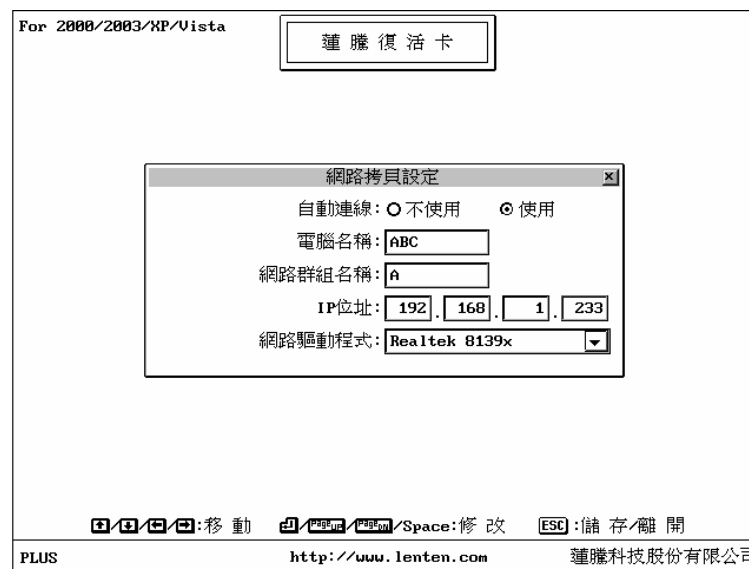 For 2000/2003/XP/Vista
蓮騰復活卡
網路拷貝設定
自動連線: 不使用 使用
電腦名稱: ABC
網路群組名稱: A
IP位址: 192 . 168 . 1 . 233
網路驅動程式: Realtek 8139x
/ / / :移 動 /PageUP/PageDN/Space:修 改 ESC :儲 存/離 開
PLUS http://www.lenten.com 蓮騰科技股份有限公司